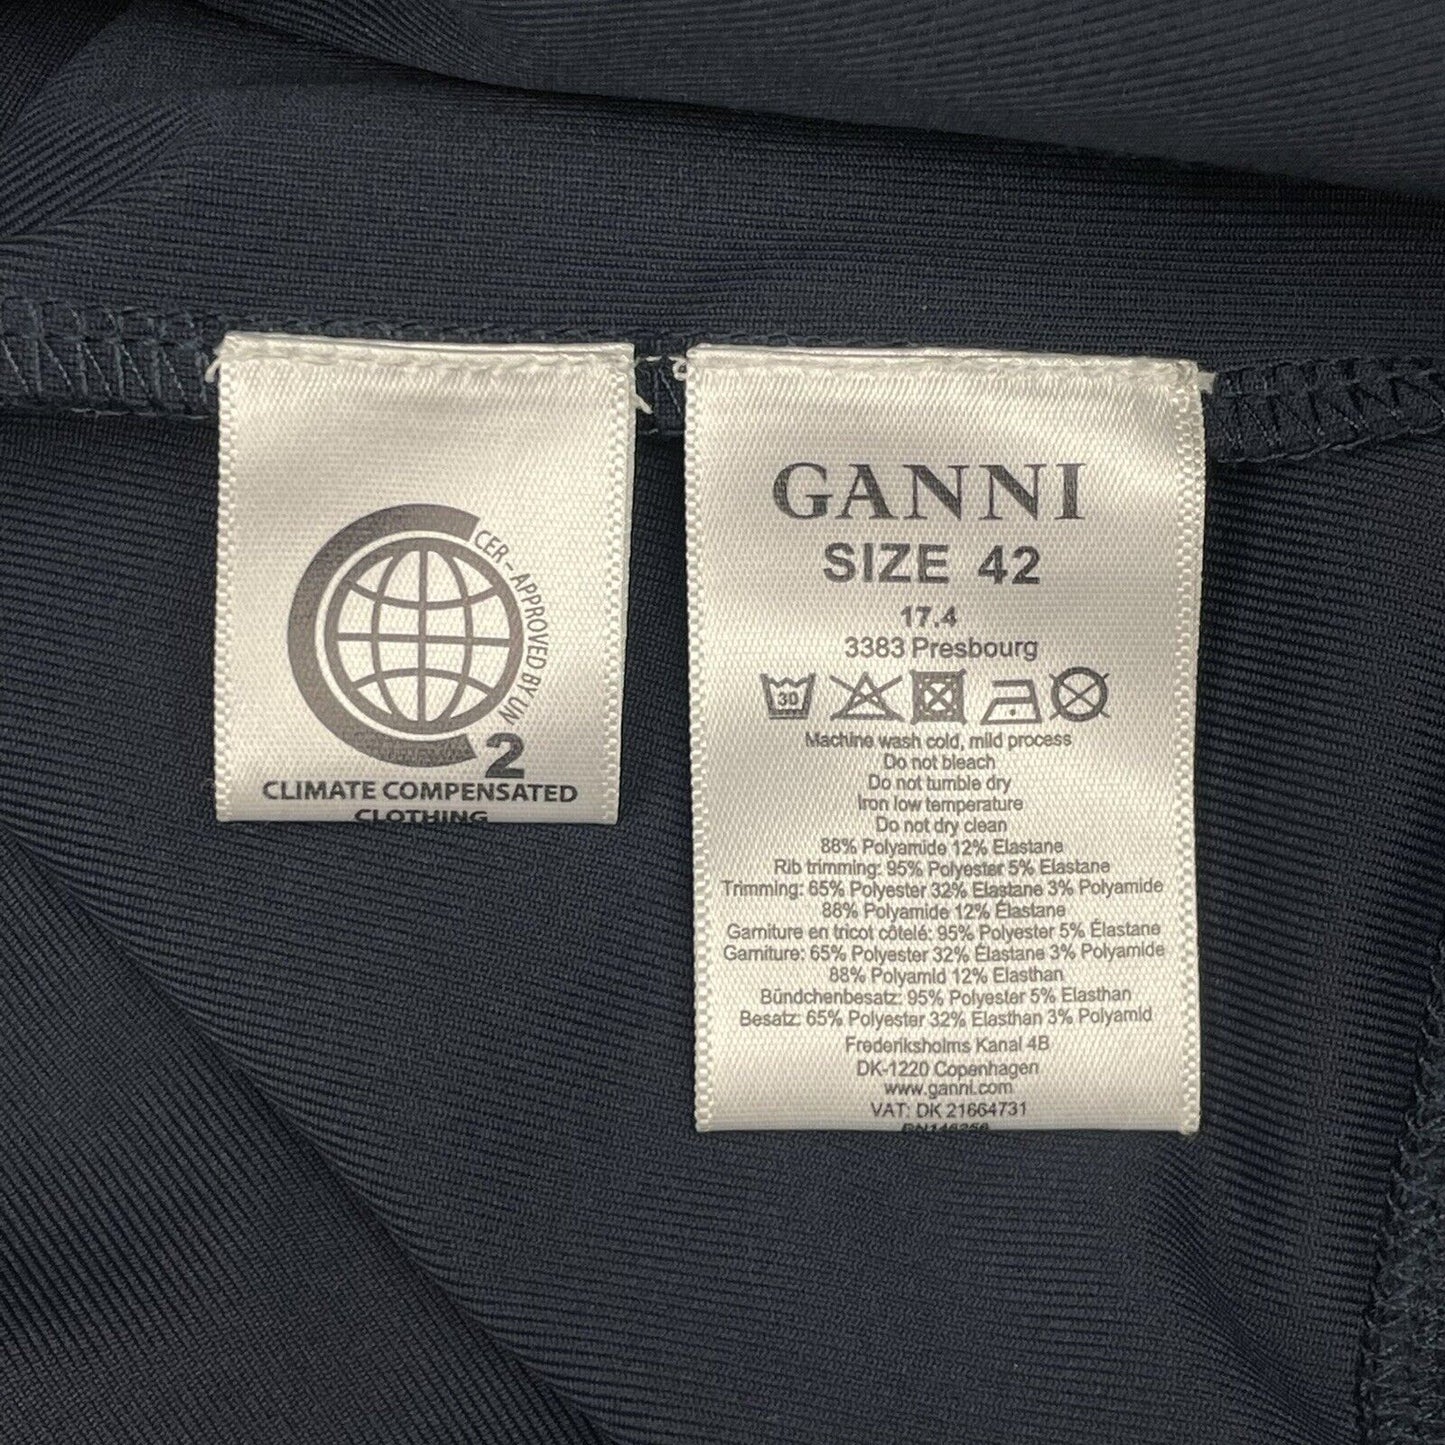 CER - APPROVED BY UN
2
CLIMATE COMPENSATED
CLOTHING
GANNI
SIZE 42
17.4
3383 Presbourg
30
Machine wash cold, mild process
Do not bleach
Do not tumble dry
Iron low temperature
Do not dry clean
88% Polyamide 12% Elastane
Rib trimming: 95% Polyester 5% Elastane
Trimming: 65% Polyester 32% Elastane 3% Polyamide
88% Polyamide 12% Élastane
Garniture en tricot côtelé: 95% Polyester 5% Élastane
Garniture: 65% Polyester 32% Élastane 3% Polyamide
88% Polyamid 12% Elasthan
Bündchenbesatz: 95% Polyester 5% Elasthan
Besatz: 65% Polyester 32% Elasthan 3% Polyamid
Frederiksholms Kanal 4B
DK-1220 Copenhagen
www.ganni.com
VAT: DK 21664731